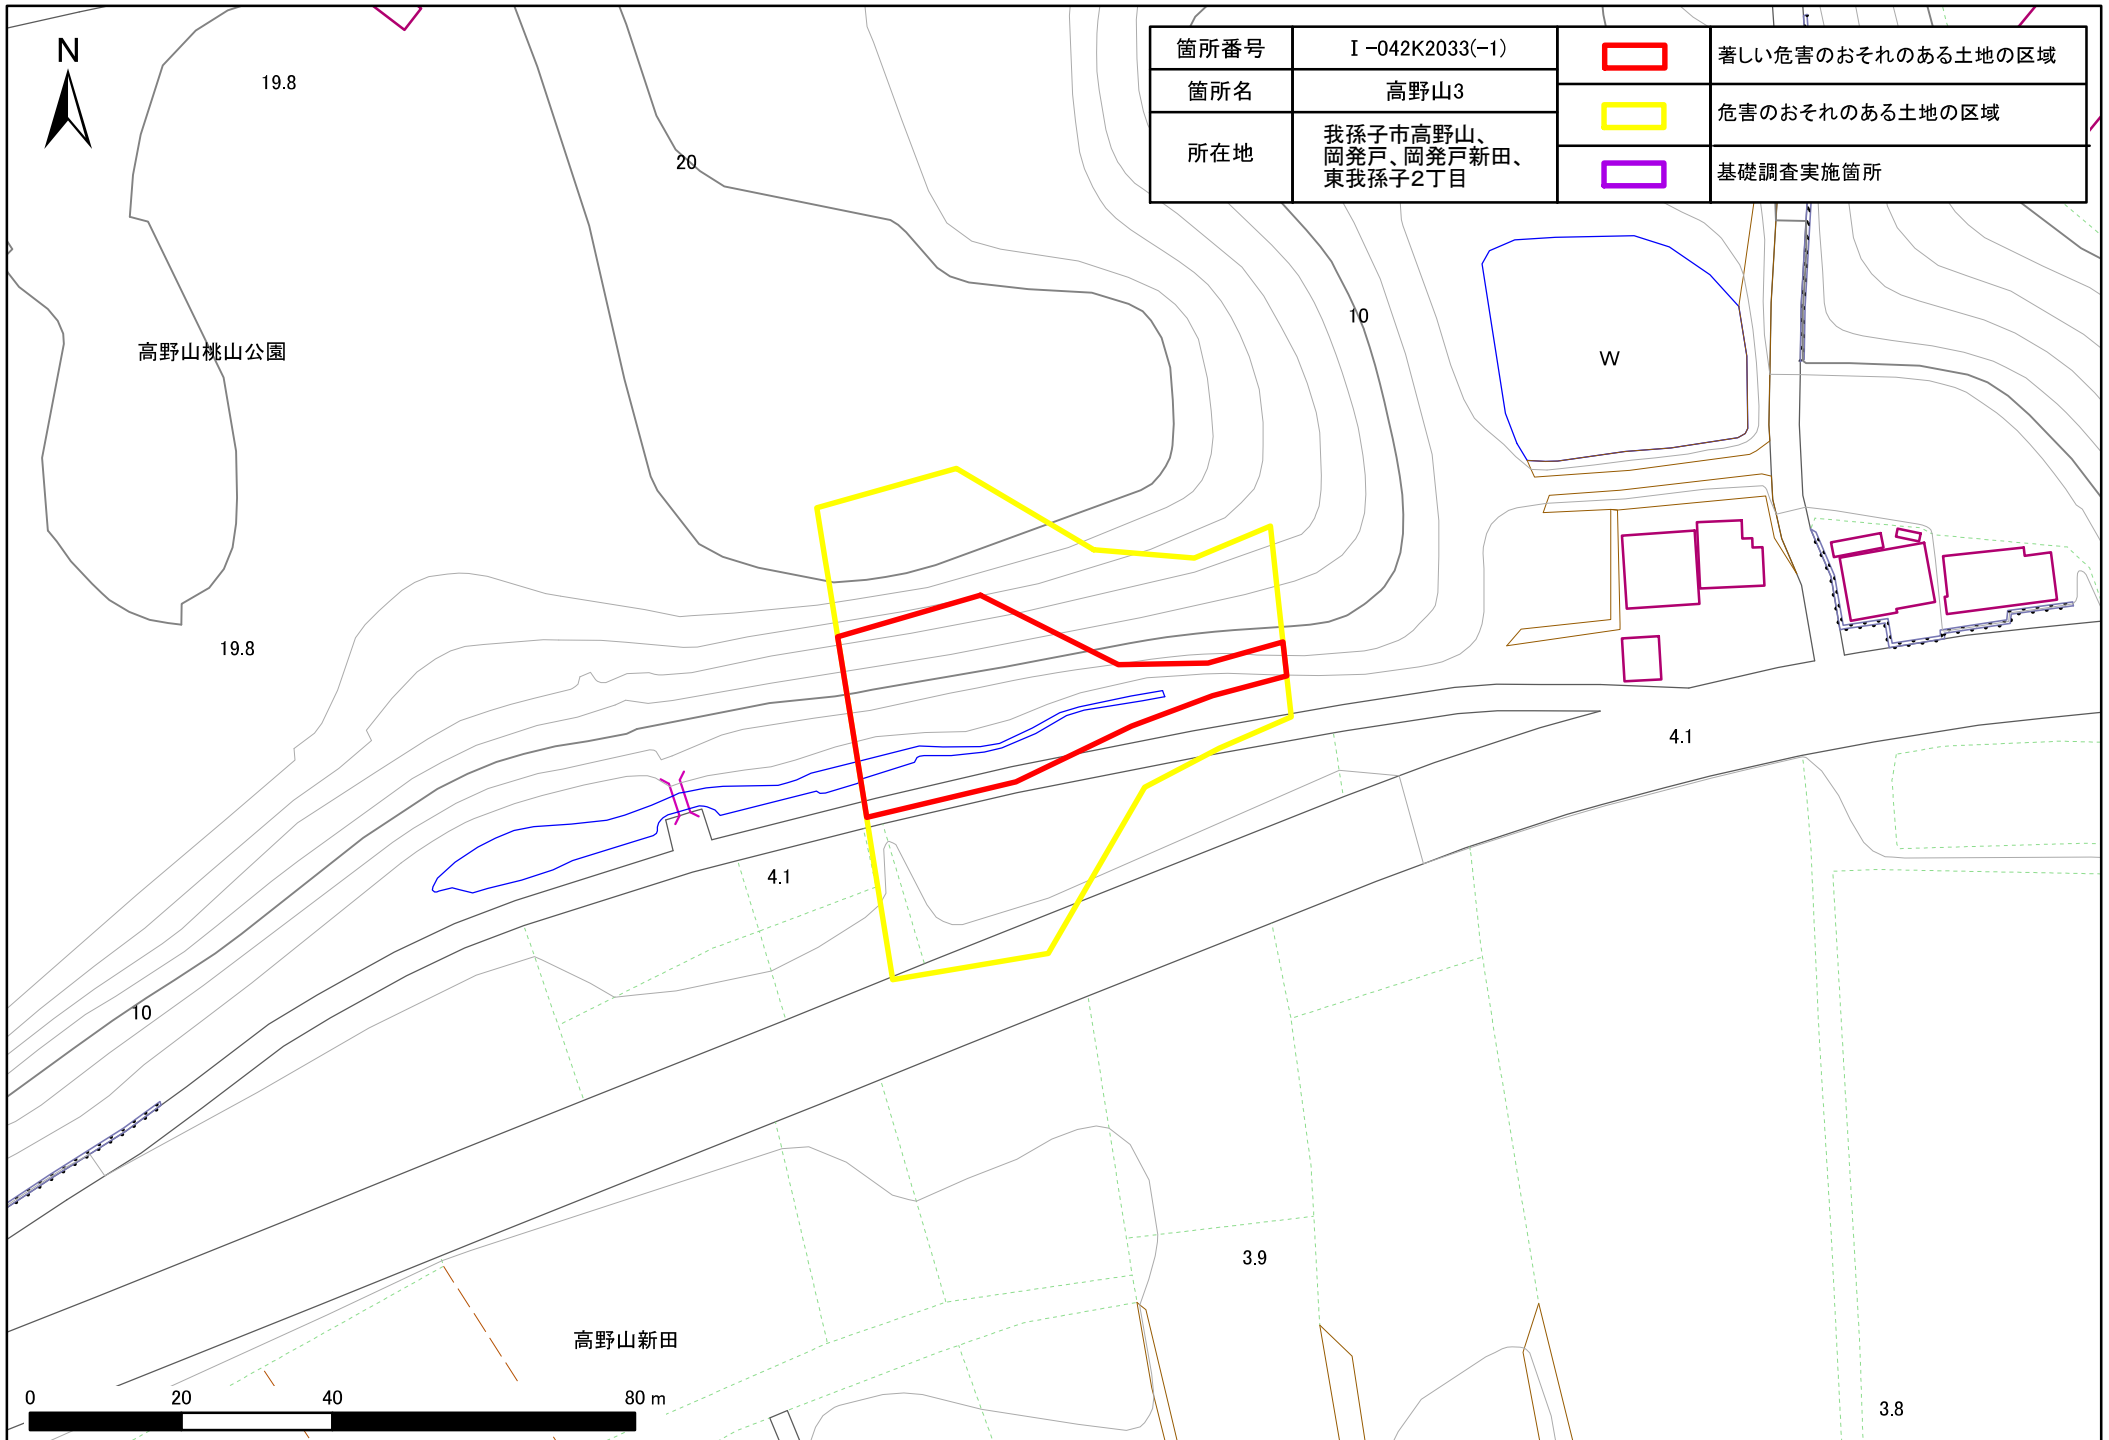 N
箇所番号
Ⅰ-042K2033(-1)
著しい危害のおそれのある土地の区域
箇所名
高野山3
危害のおそれのある土地の区域
所在地
我孫子市高野山、
岡発戸、岡発戸新田、
東我孫子2丁目
基礎調査実施箇所
19.8
20
10
高野山桃山公園
W
19.8
4.1
4.1
10
3.9
高野山新田
0 20 40 80 m
3.8